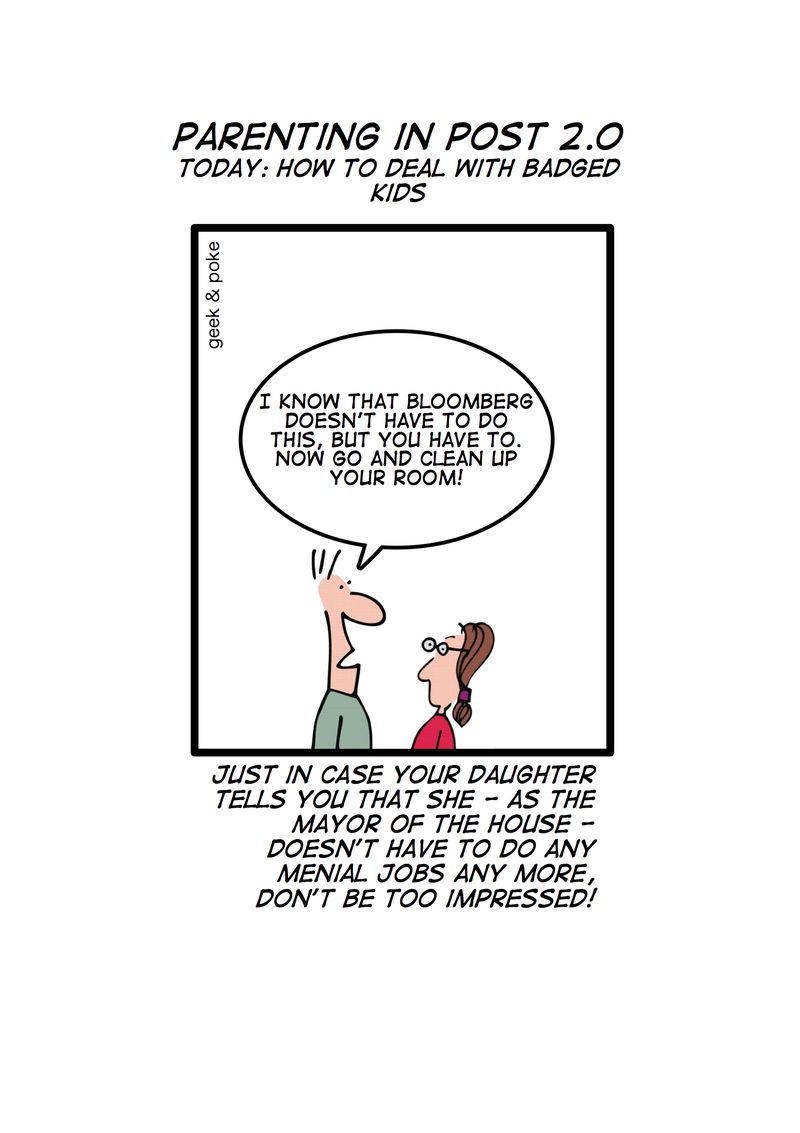 PARENTING IN POST 2.0
TODAY: HOW TO DEAL WITH BADGED
KIDS
geek & poke
I KNOW THAT BLOOMBERG
DOESN'T HAVE TO DO
THIS, BUT YOU HAVE TO.
NOW GO AND CLEAN UP
YOUR ROOM!
JUST IN CASE YOUR DAUGHTER
TELLS YOU THAT SHE - AS THE
MAYOR OF THE HOUSE -
DOESN'T HAVE TO DO ANY
MENIAL JOBS ANY MORE,
DON'T BE TOO IMPRESSED!